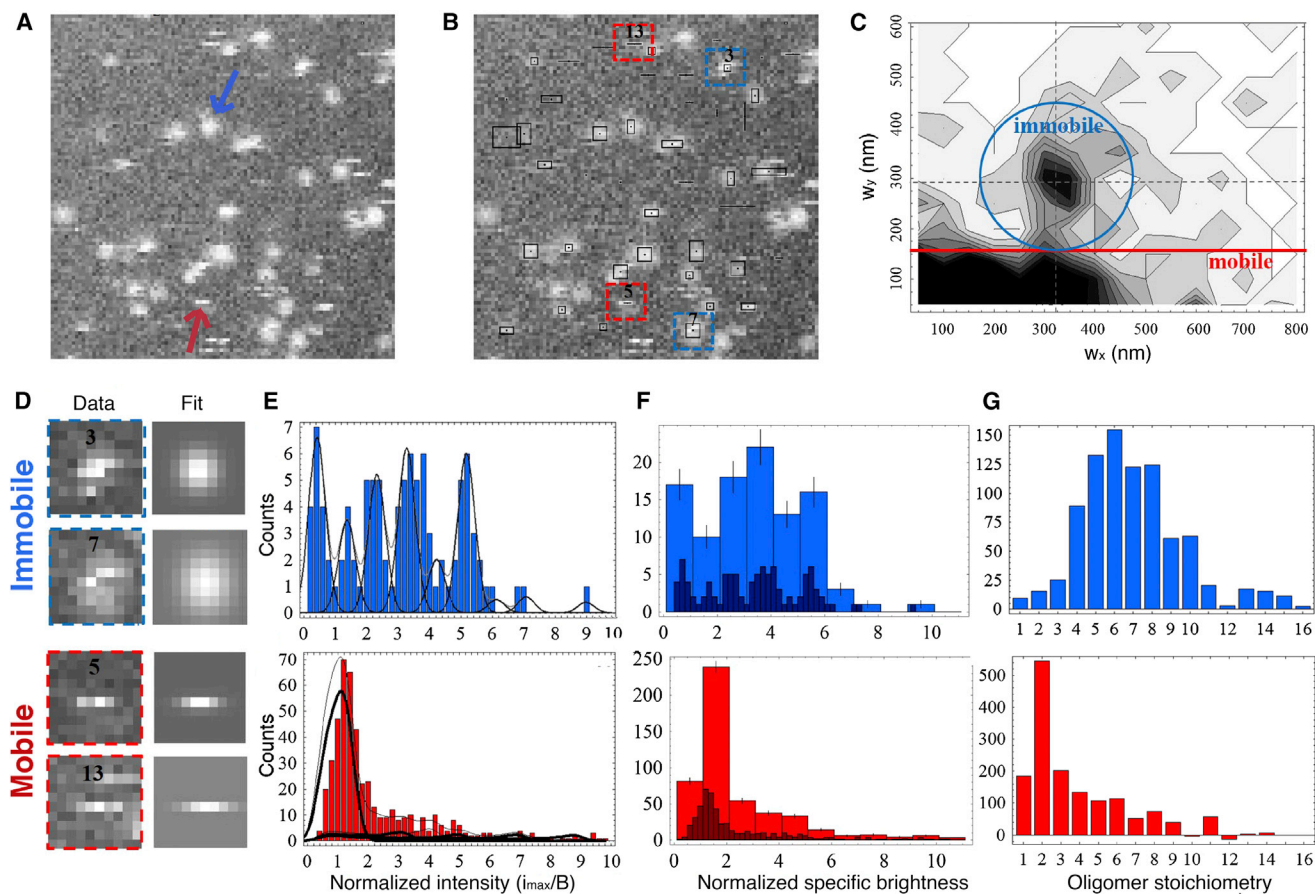 A
B
13
3
5
7
C
600
500
400
300
200
100
wy (nm)
immobile
mobile
100 200 300 400 500 600 700 800
wx (nm)
D
Data Fit
Immobile
3
7
Mobile
5
13
E
Counts
7
6
5
4
3
2
1
0
0 1 2 3 4 5 6 7 8 9 10
Counts
70
60
50
40
30
20
10
0
0 1 2 3 4 5 6 7 8 9 10
Normalized intensity (Imax/B)
F
20
15
10
5
0
0 2 4 6 8 10
250
200
150
100
50
0
0 2 4 6 8 10
Normalized specific brightness
G
150
125
100
75
50
25
0
1 2 3 4 5 6 7 8 9 10 12 14 16
500
400
300
200
100
0
1 2 3 4 5 6 7 8 9 10 12 14 16
Oligomer stoichiometry